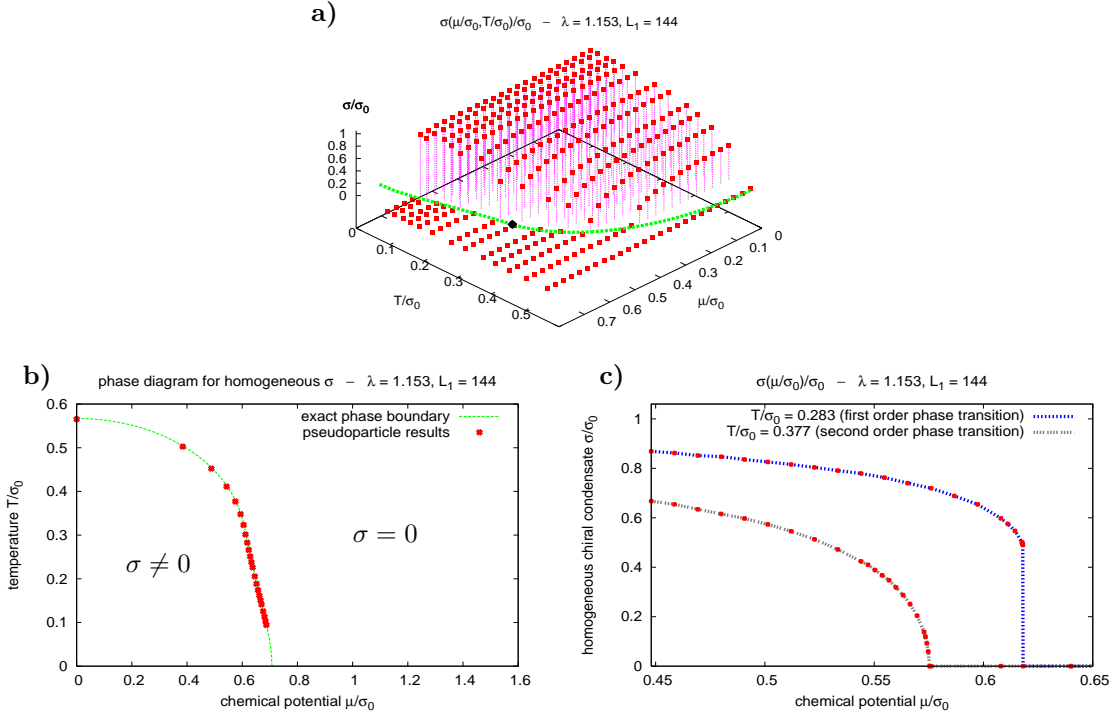 a)
σ(μ/σ₀,T/σ₀)/σ₀ – λ = 1.153, L₁ = 144
σ/σ₀
1
0.8
0.6
0.4
0.2
0
0
0.1
0.2
0.3
0.4
0.5
T/σ₀
0
0.1
0.2
0.3
0.4
0.5
0.6
0.7
μ/σ₀
b)
phase diagram for homogeneous σ – λ = 1.153, L₁ = 144
exact phase boundary
pseudoparticle results
temperature T/σ₀
0.6
0.5
0.4
0.3
0.2
0.1
0
σ ≠ 0
σ = 0
0 0.2 0.4 0.6 0.8 1 1.2 1.4 1.6
chemical potential μ/σ₀
c)
σ(μ/σ₀)/σ₀ – λ = 1.153, L₁ = 144
T/σ₀ = 0.283 (first order phase transition)
T/σ₀ = 0.377 (second order phase transition)
homogeneous chiral condensate σ/σ₀
1
0.8
0.6
0.4
0.2
0
0.45 0.5 0.55 0.6 0.65
chemical potential μ/σ₀